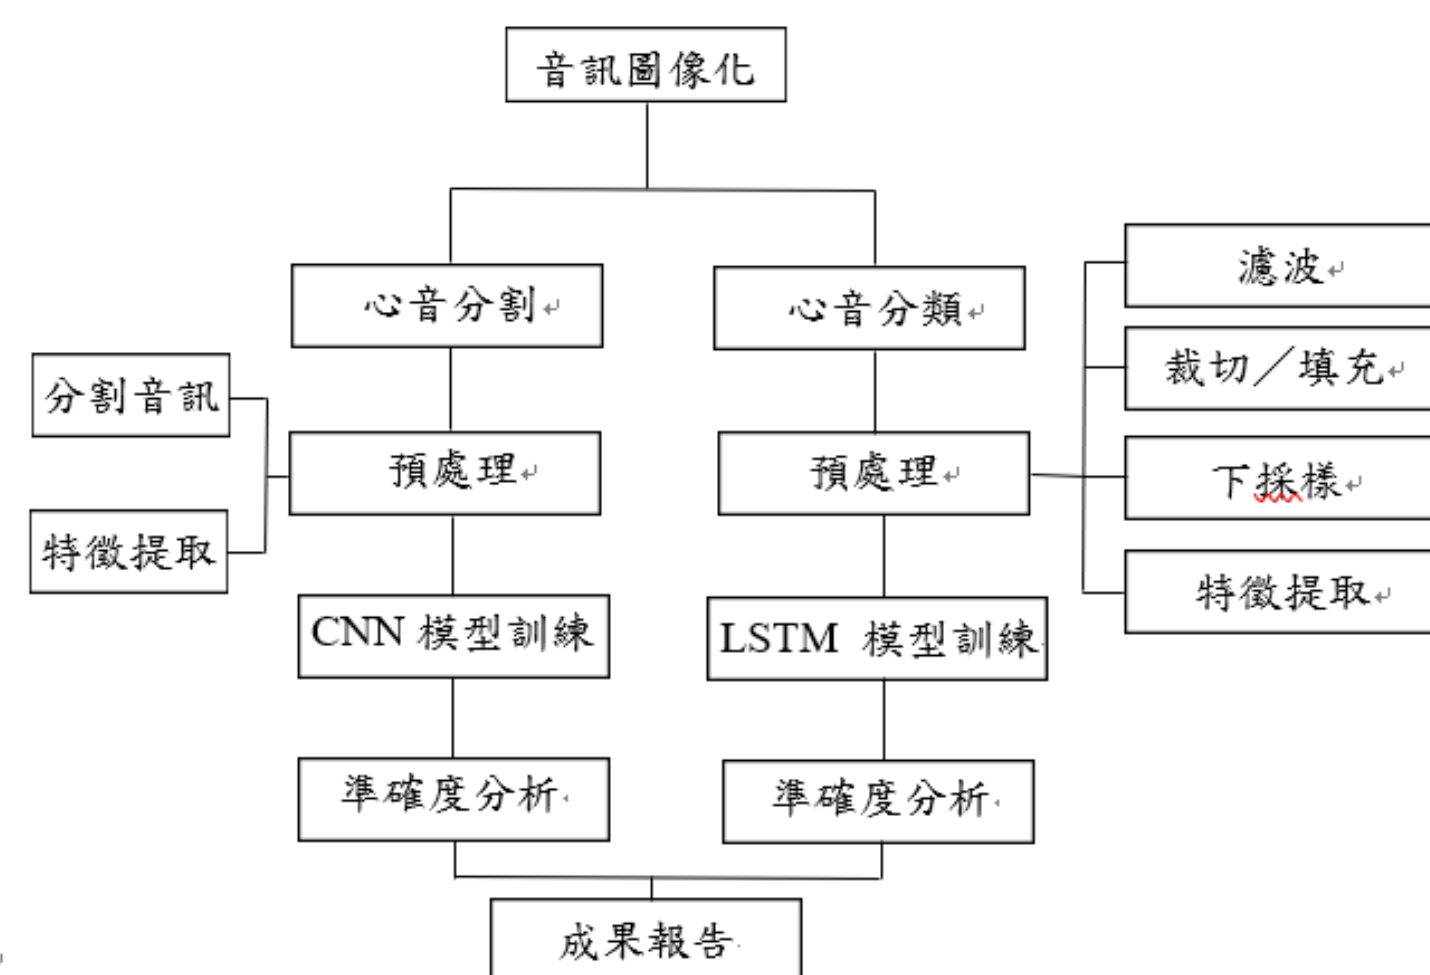 音訊圖像化
心音分割
心音分類
濾波
裁切／填充
分割音訊
預處理
預處理
下採樣
特徵提取
特徵提取
CNN 模型訓練
LSTM 模型訓練
準確度分析
準確度分析
成果報告